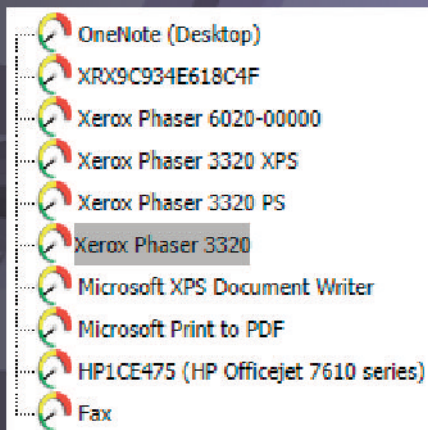 OneNote (Desktop)
XRX9C934E618C4F
Xerox Phaser 6020-00000
Xerox Phaser 3320 XPS
Xerox Phaser 3320 PS
Xerox Phaser 3320
Microsoft XPS Document Writer
Microsoft Print to PDF
HP1CE475 (HP Officejet 7610 series)
Fax